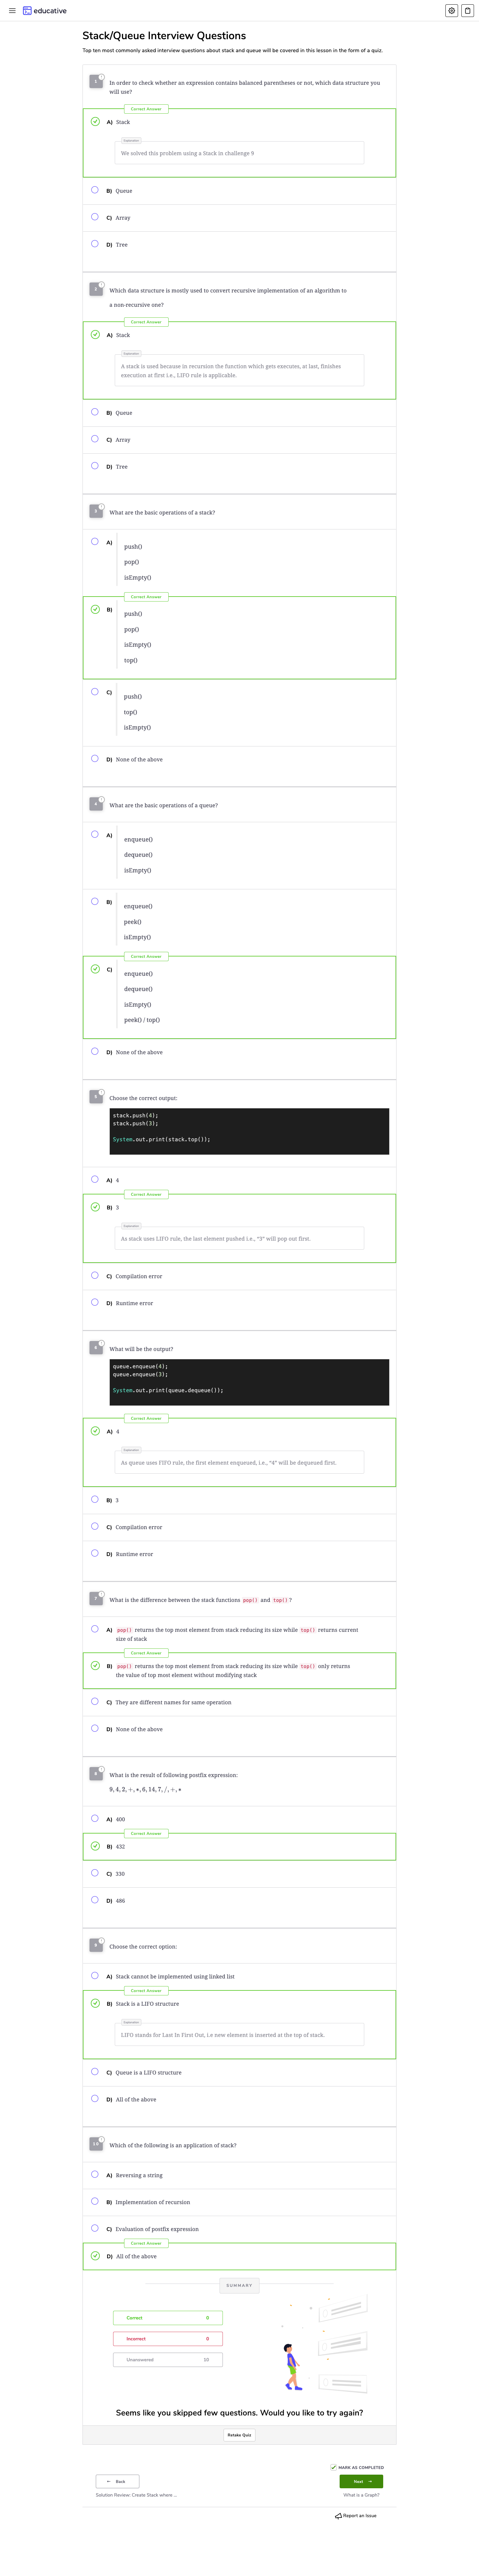 educative
Stack/Queue Interview Questions
Top ten most commonly asked interview questions about stack and queue will be covered in this lesson in the form of a quiz.
1
In order to check whether an expression contains balanced parentheses or not, which data structure you
will use?
Correct Answer
A) Stack
Explanation
We solved this problem using a Stack in challenge 9
B) Queue
C) Array
D) Tree
2
Which data structure is mostly used to convert recursive implementation of an algorithm to
a non-recursive one?
Correct Answer
A) Stack
Explanation
A stack is used because in recursion the function which gets executes, at last, finishes
execution at first i.e., LIFO rule is applicable.
B) Queue
C) Array
D) Tree
3
What are the basic operations of a stack?
A)
push()
pop()
isEmpty()
Correct Answer
B)
push()
pop()
isEmpty()
top()
C)
push()
top()
isEmpty()
D) None of the above
4
What are the basic operations of a queue?
A)
enqueue()
dequeue()
isEmpty()
B)
enqueue()
peek()
isEmpty()
Correct Answer
C)
enqueue()
dequeue()
isEmpty()
peek() / top()
D) None of the above
5
Choose the correct output:
stack.push(4);
stack.push(3);
System.out.print(stack.top());
A) 4
Correct Answer
B) 3
Explanation
As stack uses LIFO rule, the last element pushed i.e., “3” will pop out first.
C) Compilation error
D) Runtime error
6
What will be the output?
queue.enqueue(4);
queue.enqueue(3);
System.out.print(queue.dequeue());
Correct Answer
A) 4
Explanation
As queue uses FIFO rule, the first element enqueued, i.e., “4” will be dequeued first.
B) 3
C) Compilation error
D) Runtime error
7
What is the difference between the stack functions pop() and top()?
A) pop() returns the top most element from stack reducing its size while top() returns current
size of stack
Correct Answer
B) pop() returns the top most element from stack reducing its size while top() only returns
the value of top most element without modifying stack
C) They are different names for same operation
D) None of the above
8
What is the result of following postfix expression:
9, 4, 2, +, *, 6, 14, 7, /, +, *
A) 400
Correct Answer
B) 432
C) 330
D) 486
9
Choose the correct option:
A) Stack cannot be implemented using linked list
Correct Answer
B) Stack is a LIFO structure
Explanation
LIFO stands for Last In First Out, i.e new element is inserted at the top of stack.
C) Queue is a LIFO structure
D) All of the above
10
Which of the following is an application of stack?
A) Reversing a string
B) Implementation of recursion
C) Evaluation of postfix expression
Correct Answer
D) All of the above
SUMMARY
Correct 0
Incorrect 0
Unanswered 10
Seems like you skipped few questions. Would you like to try again?
Retake Quiz
MARK AS COMPLETED
← Back
Next →
Solution Review: Create Stack where ...
What is a Graph?
Report an Issue